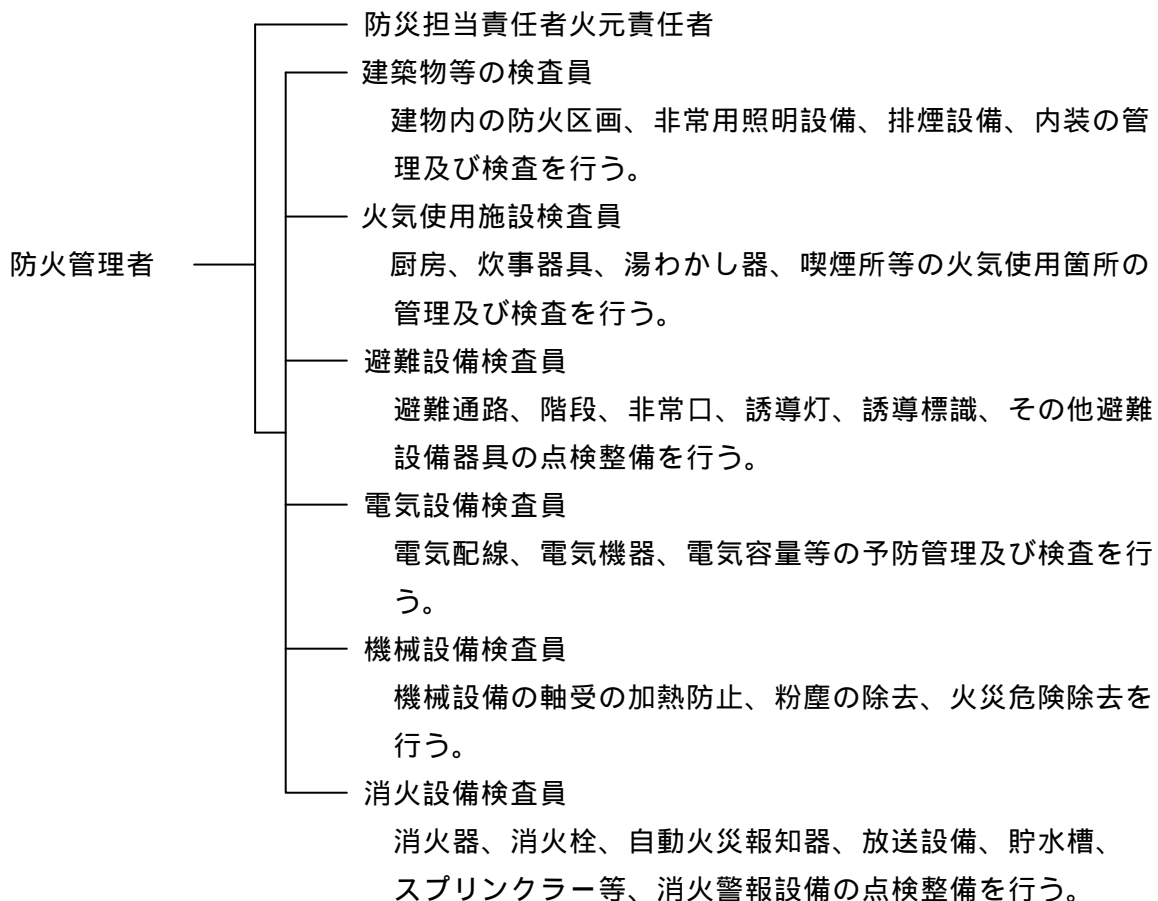 防災担当責任者火元責任者
建築物等の検査員
建物内の防火区画、非常用照明設備、排煙設備、内装の管
理及び検査を行う。
火気使用施設検査員
防火管理者
厨房、炊事器具、湯わかし器、喫煙所等の火気使用箇所の
管理及び検査を行う。
避難設備検査員
避難通路、階段、非常口、誘導灯、誘導標識、その他避難
設備器具の点検整備を行う。
電気設備検査員
電気配線、電気機器、電気容量等の予防管理及び検査を行
う。
機械設備検査員
機械設備の軸受の加熱防止、粉塵の除去、火災危険除去を
行う。
消火設備検査員
消火器、消火栓、自動火災報知器、放送設備、貯水槽、
スプリンクラー等、消火警報設備の点検整備を行う。